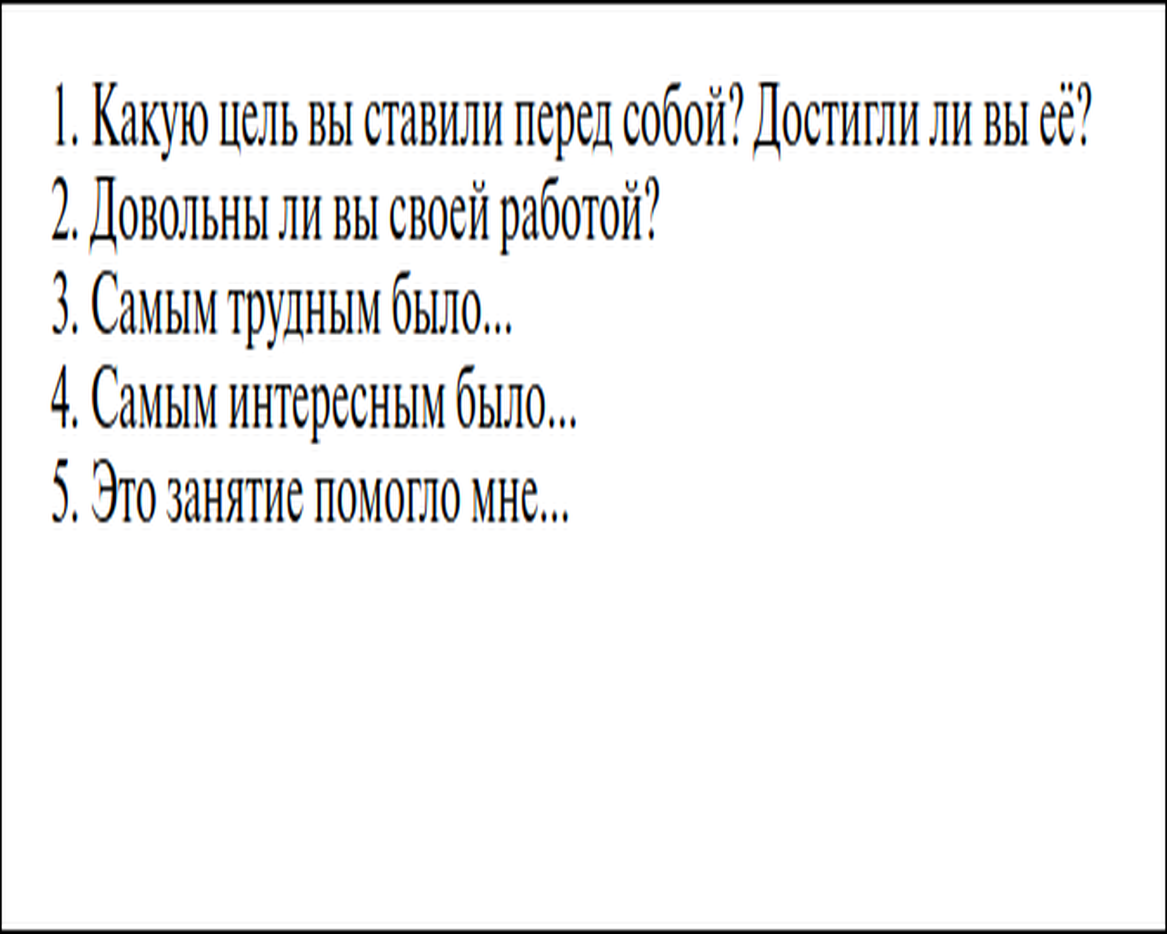 1. Какую цель вы ставили перед собой? Достигли ли вы её?
2. Довольны ли вы своей работой?
3. Самым трудным было...
4. Самым интересным было...
5. Это занятие помогло мне...